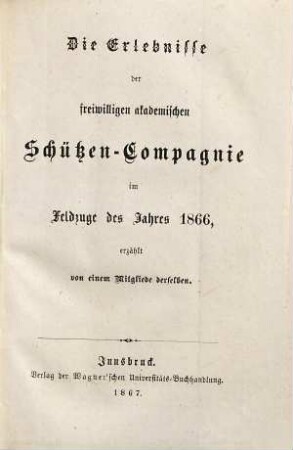 Die Erlebnisse
der
freiwilligen akademischen
Schützen-Compagnie
im
Feldzuge des Jahres 1866,
erzählt
von einem Mitgliede derselben.
Innsbruck.
Verlag der Wagner'schen Universitäts-Buchhandlung.
1867.